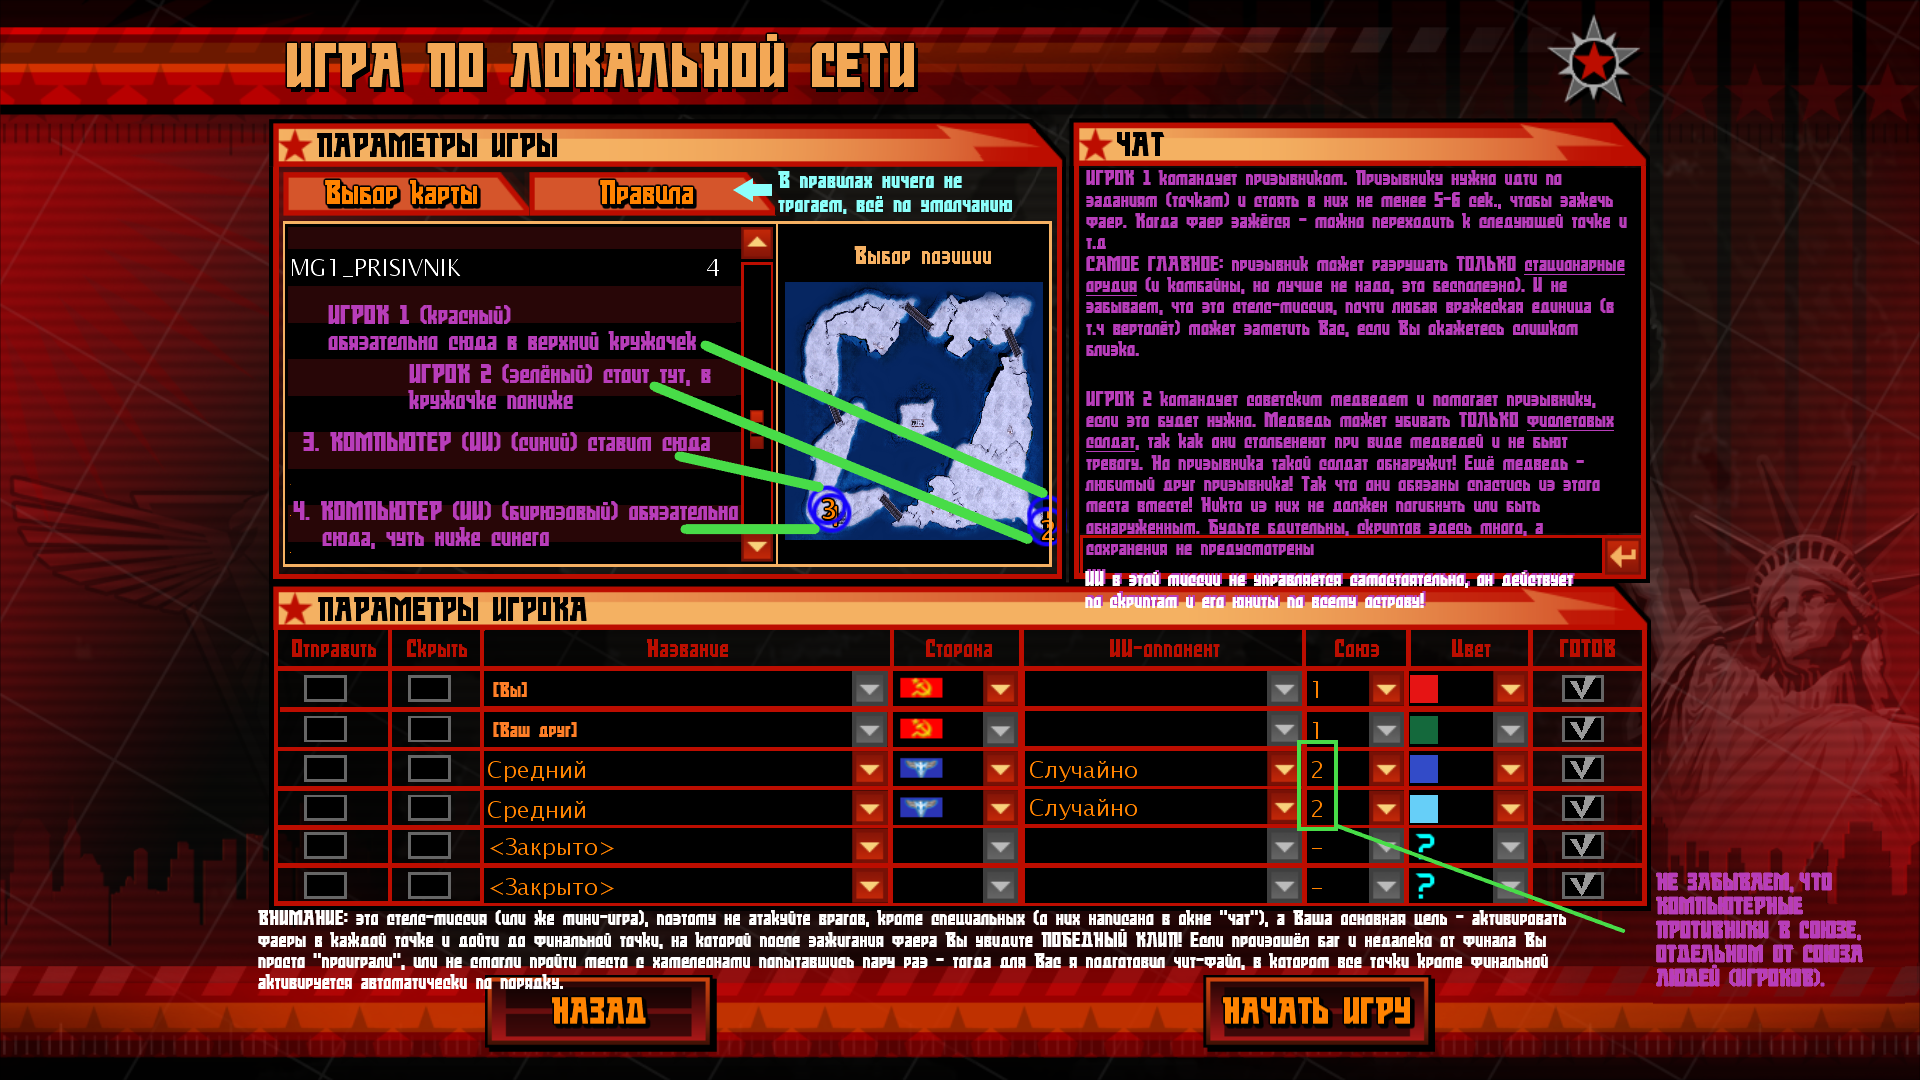 ИГРА ПО ЛОКАЛЬНОЙ СЕТИ
ПАРАМЕТРЫ ИГРЫ
Выбор карты
Правила
В правилах ничего не
трогаем, всё по умолчанию
Выбор позиции
MG1_PRISIVNIK 4
ИГРОК 1 (красный)
обязательно сюда в верхний кружочек
ИГРОК 2 (зелёный) стоит тут, в
кружочке пониже
3. КОМПЬЮТЕР (ИИ) (синий) ставим сюда
4. КОМПЬЮТЕР (ИИ) (бирюзовый) обязательно
сюда, чуть ниже синего
3
2
ЧАТ
ИГРОК 1 командует призывником. Призывнику нужно идти по
заданиям (точкам) и стоять в них не менее 5-6 сек., чтобы зажечь
фаер. Когда фаер зажёгся - можно переходить к следующей точке и
т.д
САМОЕ ГЛАВНОЕ: призывник может разрушать ТОЛЬКО стационарные
орудия (и комбайны, но лучше не надо, это бесполезно). И не
забываем, что это стелс-миссия, почти любая вражеская единица (в
т.ч вертолёт) может заметить Вас, если Вы окажетесь слишком
близко.
ИГРОК 2 командует советским медведем и помогает призывнику,
если это будет нужно. Медведь может убивать ТОЛЬКО фиолетовых
солдат, так как они столбенеют при виде медведей и не бьют
тревогу. Но призывника такой солдат обнаружит! Ещё медведь -
любимый друг призывника! Так что они обязаны спастись из этого
места вместе! Никто из них не должен погибнуть или быть
обнаруженным. Будьте бдительны, скриптов здесь много, а
сохранения не предусмотрены
ИИ в этой миссии не управляется самостоятельно, он действует
по скриптам и его юниты по всему острову!
ПАРАМЕТРЫ ИГРОКА
Отправить Скрыть Название Сторона ИИ-оппонент Союз Цвет ГОТОВ
[Вы] 1
[Ваш друг] 1
Средний Случайно 2
Средний Случайно 2
<Закрыто> - ?
<Закрыто> - ?
НЕ ЗАБЫВАЕМ, ЧТО
КОМПЬЮТЕРНЫЕ
ПРОТИВНИКИ В СОЮЗЕ,
ОТДЕЛЬНОМ ОТ СОЮЗА
ЛЮДЕЙ (ИГРОКОВ).
ВНИМАНИЕ: это стелс-миссия (или же мини-игра), поэтому не атакуйте врагов, кроме специальных (о них написано в окне "чат"), а Ваша основная цель - активировать
фаеры в каждой точке и дойти до финальной точки, на которой после зажигания фаера Вы увидите ПОБЕДНЫЙ КЛИП! Если произошёл баг и недалеко от финала Вы
просто "проиграли", или не смогли пройти место с хамелеонами попытавшись пару раз - тогда для Вас я подготовил чит-файл, в котором все точки кроме финальной
активируется автоматически по порядку.
НАЗАД
НАЧАТЬ ИГРУ